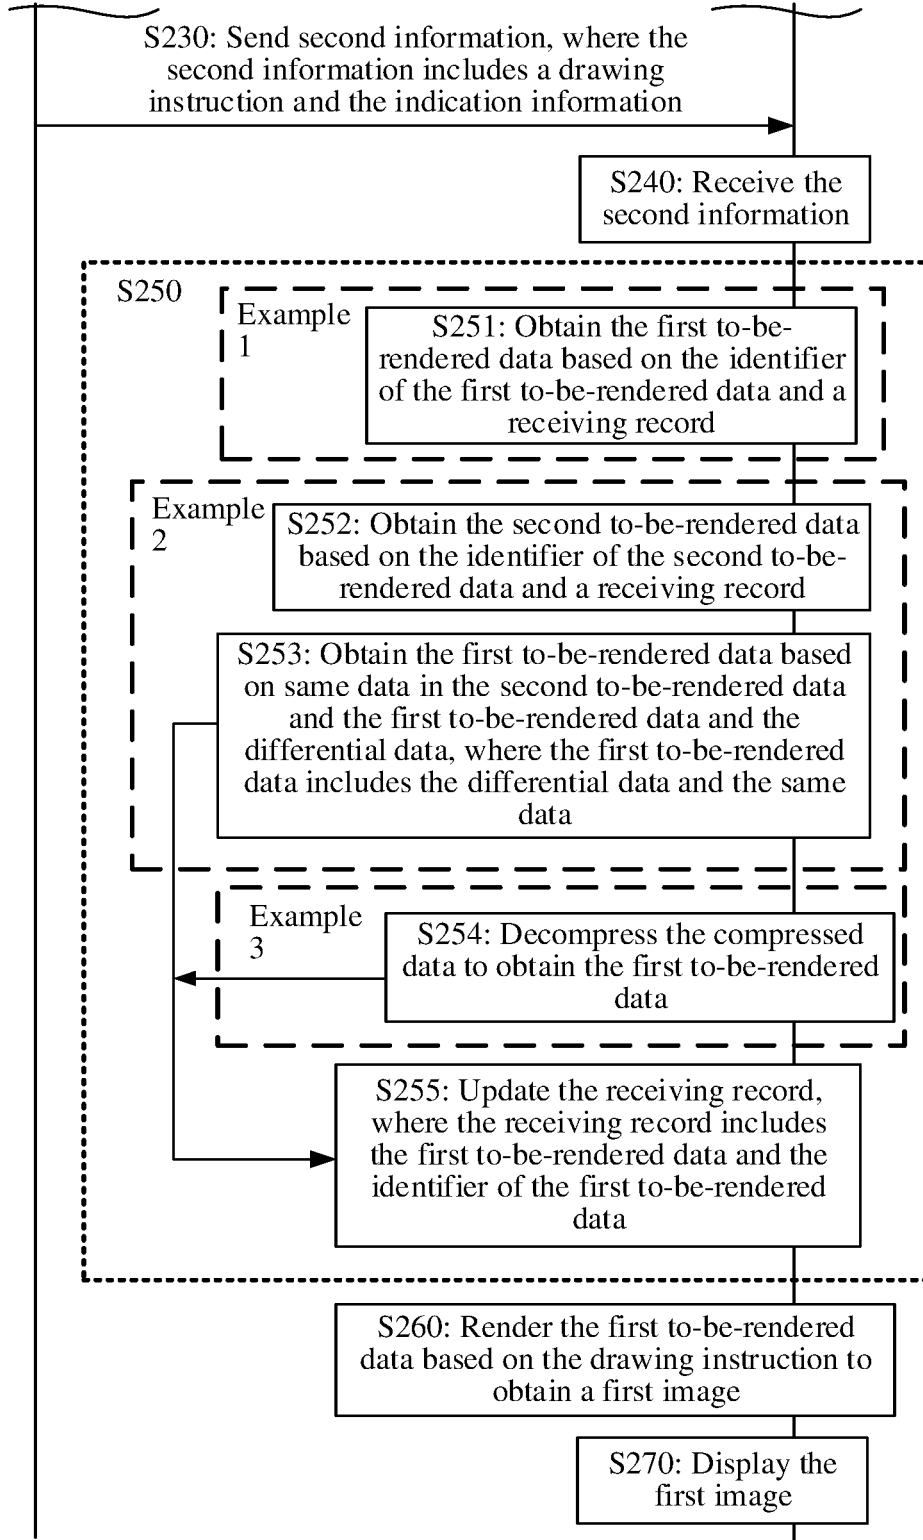 S230: Send second information, where the
second information includes a drawing
instruction and the indication information
S240: Receive the
second information
S250
Example
1
S251: Obtain the first to-be-
rendered data based on the identifier
of the first to-be-rendered data and a
receiving record
Example
2
S252: Obtain the second to-be-rendered data
based on the identifier of the second to-be-
rendered data and a receiving record
S253: Obtain the first to-be-rendered data based
on same data in the second to-be-rendered data
and the first to-be-rendered data and the
differential data, where the first to-be-rendered
data includes the differential data and the same
data
Example
3
S254: Decompress the compressed
data to obtain the first to-be-rendered
data
S255: Update the receiving record,
where the receiving record includes
the first to-be-rendered data and the
identifier of the first to-be-rendered
data
S260: Render the first to-be-rendered
data based on the drawing instruction to
obtain a first image
S270: Display the
first image